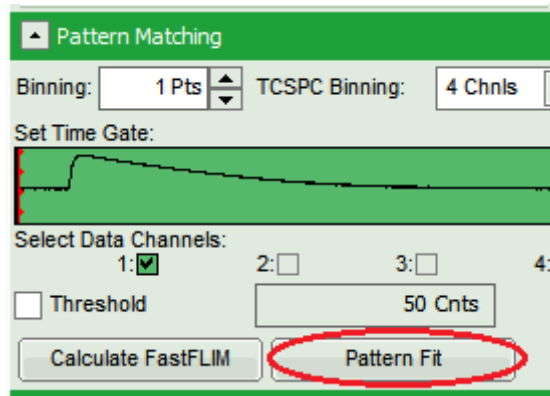 Pattern Matching
Binning: 1 Pts TCSPC Binning: 4 Chnls
Set Time Gate:
Select Data Channels:
1: 2: 3: 4:
Threshold 50 Cnts
Calculate FastFLIM Pattern Fit